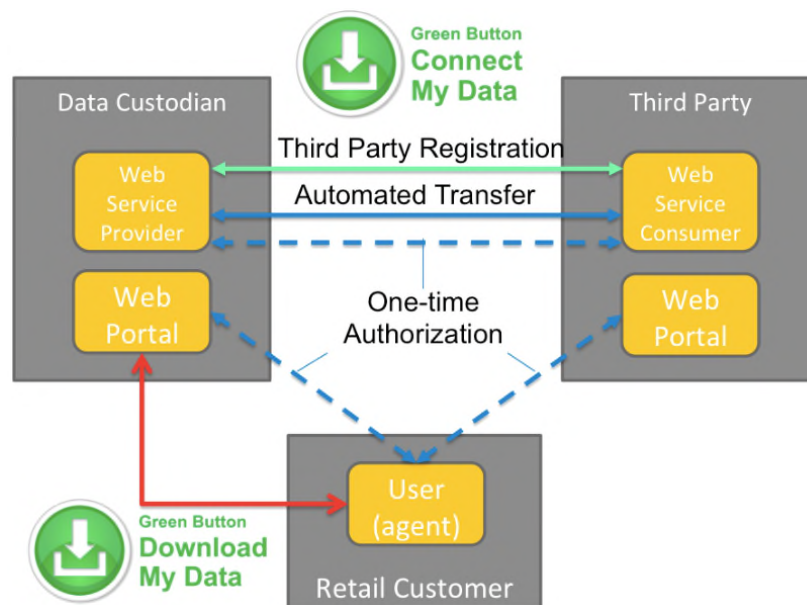 Green Button
Connect
My Data
Data Custodian
Third Party
Third Party Registration
Web
Service
Provider
Automated Transfer
Web
Service
Consumer
One-time
Authorization
Web
Portal
Web
Portal
User
(agent)
Green Button
Download
My Data
Retail Customer